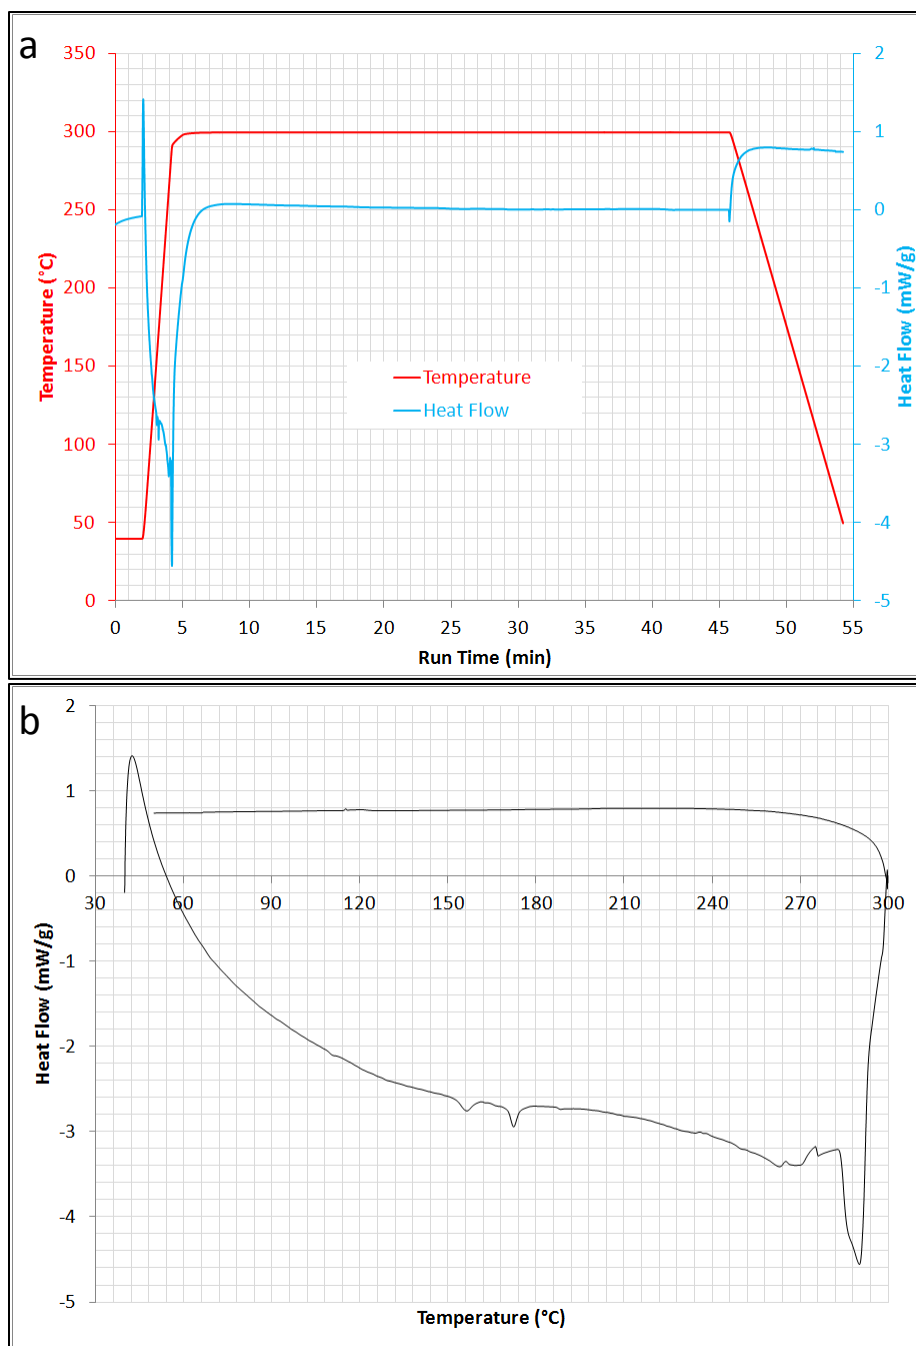 a
350
300
250
200
150
100
50
0
Temperature (°C)
2
1
0
-1
-2
-3
-4
-5
Heat Flow (mW/g)
Temperature
Heat Flow
0 5 10 15 20 25 30 35 40 45 50 55
Run Time (min)
b
2
1
0
-1
-2
-3
-4
-5
Heat Flow (mW/g)
30 60 90 120 150 180 210 240 270 300
Temperature (°C)